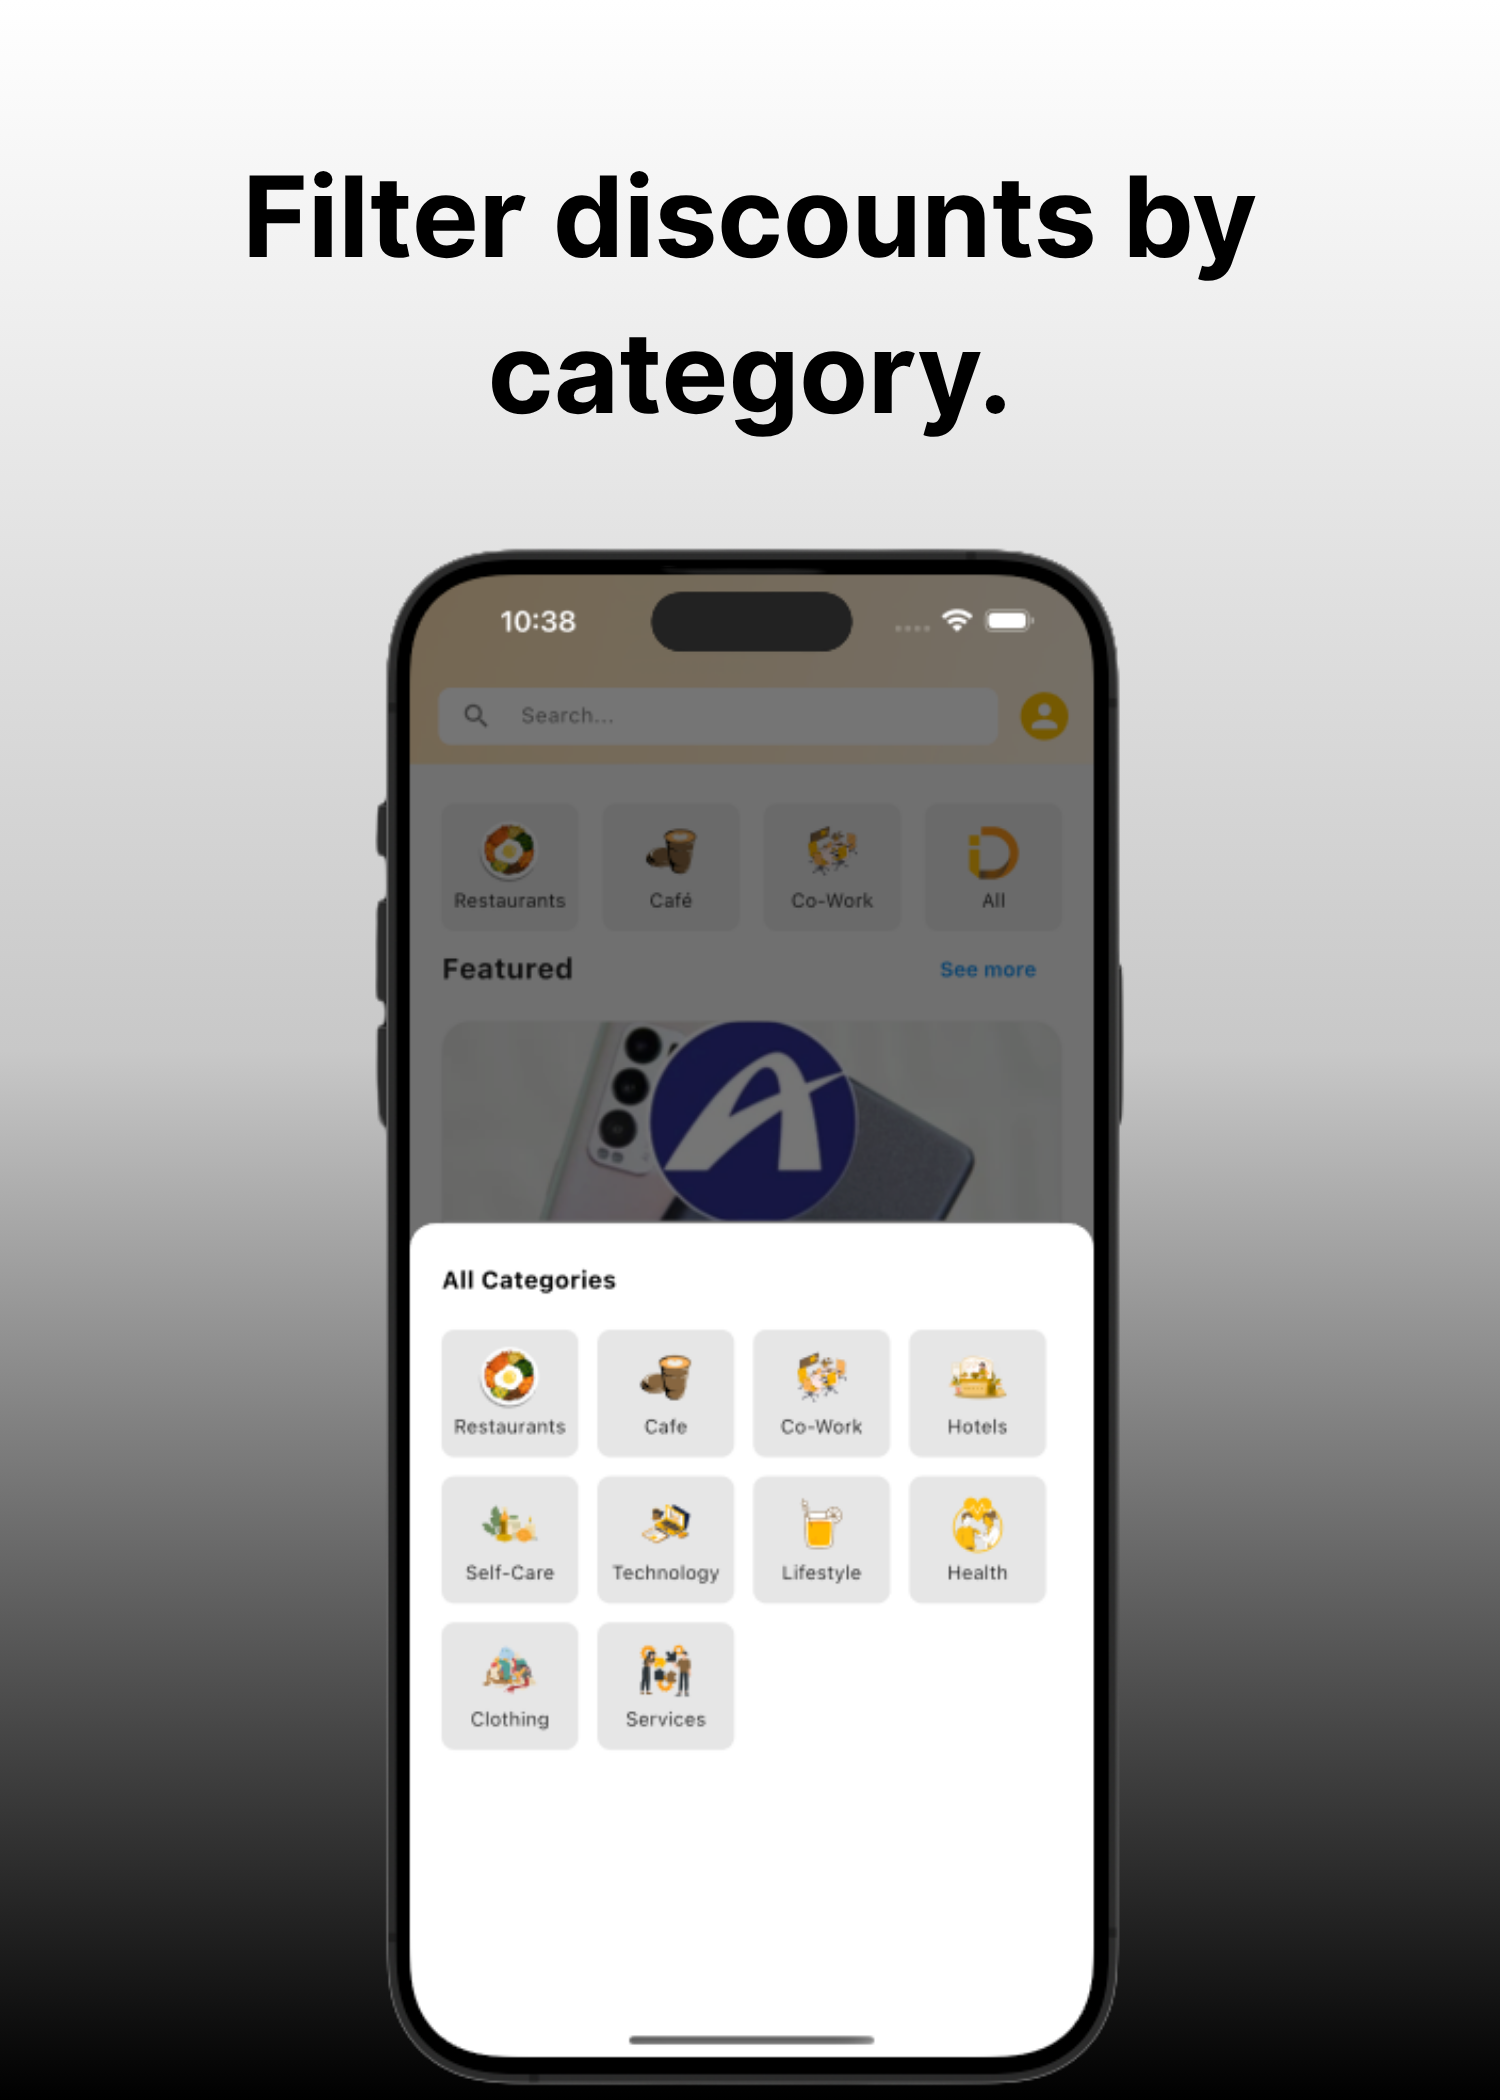 Filter discounts by
category.
10:38
Search...
Restaurants Café Co-Work All
Featured See more
All Categories
Restaurants Cafe Co-Work Hotels
Self-Care Technology Lifestyle Health
Clothing Services